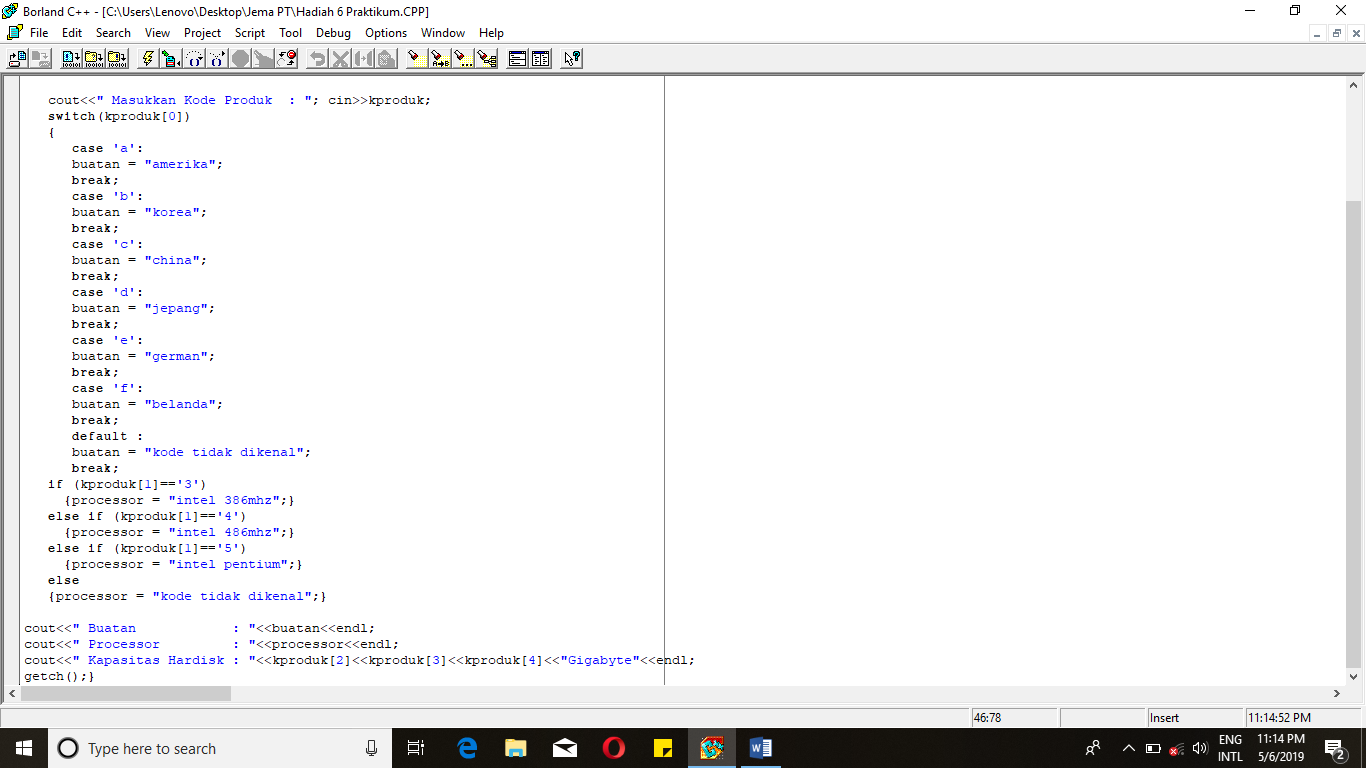 Borland C++ - [C:\Users\Lenovo\Desktop\Jema PT\Hadiah 6 Praktikum.CPP]
File Edit Search View Project Script Tool Debug Options Window Help
cout<<" Masukkan Kode Produk  : "; cin>>kproduk;
switch(kproduk[0])
{
case 'a':
buatan = "amerika";
break;
case 'b':
buatan = "korea";
break;
case 'c':
buatan = "china";
break;
case 'd':
buatan = "jepang";
break;
case 'e':
buatan = "german";
break;
case 'f':
buatan = "belanda";
break;
default :
buatan = "kode tidak dikenal";
break;
if (kproduk[1]=='3')
{processor = "intel 386mhz";}
else if (kproduk[1]=='4')
{processor = "intel 486mhz";}
else if (kproduk[1]=='5')
{processor = "intel pentium";}
else
{processor = "kode tidak dikenal";}
cout<<" Buatan            : "<<buatan<<endl;
cout<<" Processor         : "<<processor<<endl;
cout<<" Kapasitas Hardisk : "<<kproduk[2]<<kproduk[3]<<kproduk[4]<<"Gigabyte"<<endl;
getch();}
46:78 Insert 11:14:52 PM
Type here to search
ENG
INTL
11:14 PM
5/6/2019
2